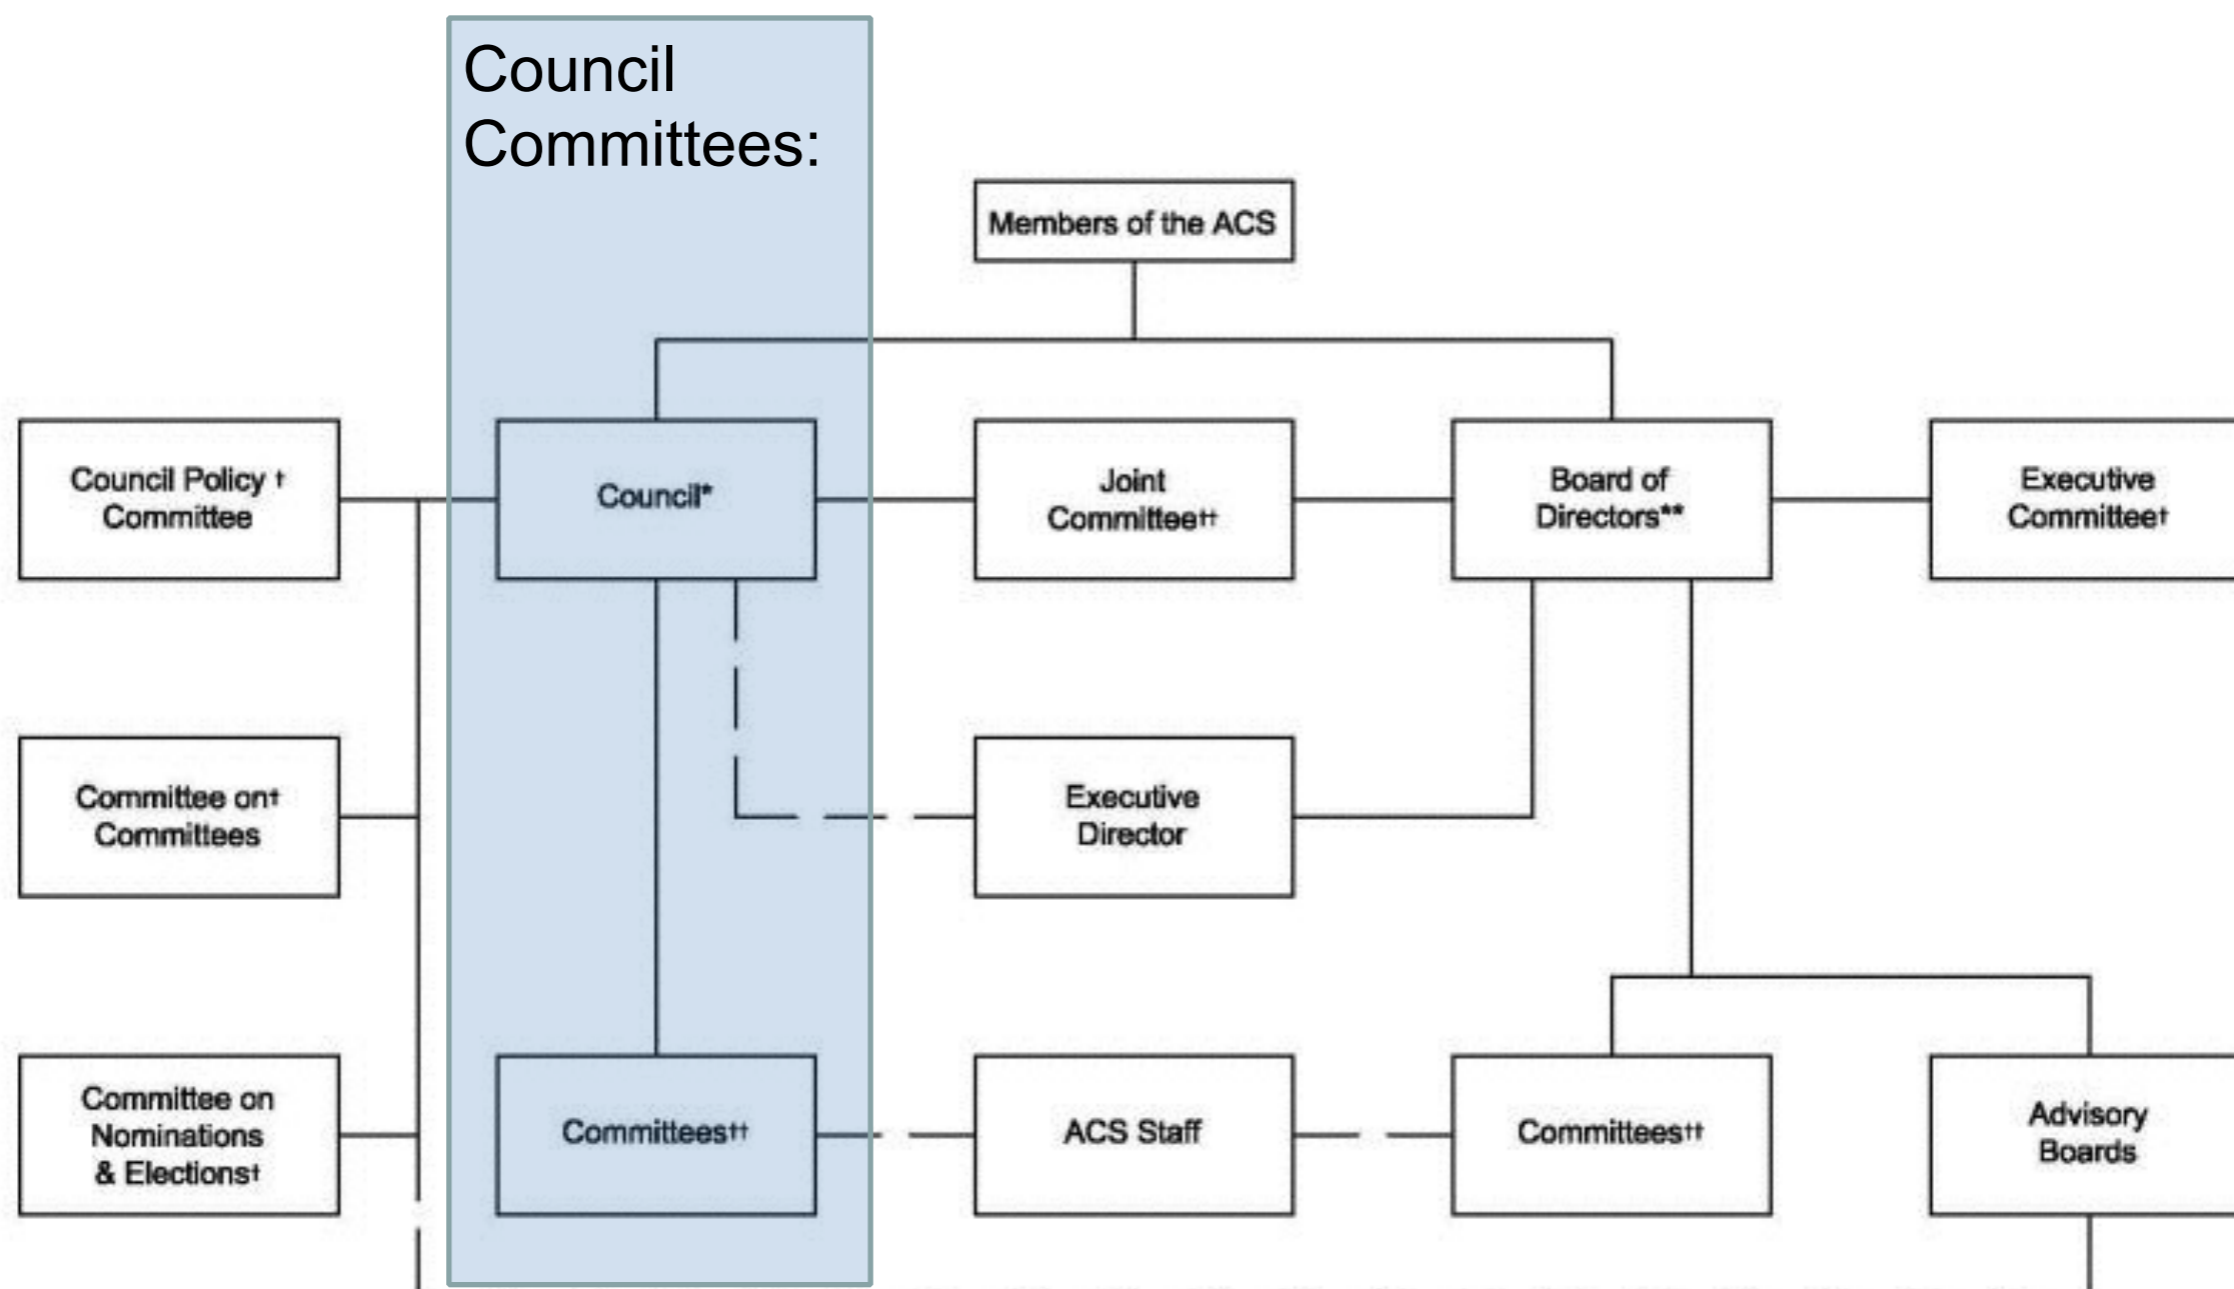 Council
Committees:
Members of the ACS
Council Policy †
Committee
Council*
Joint
Committee††
Board of
Directors**
Executive
Committee†
Committee on†
Committees
Executive
Director
Committee on
Nominations
& Elections†
Committees††
ACS Staff
Committees††
Advisory
Boards